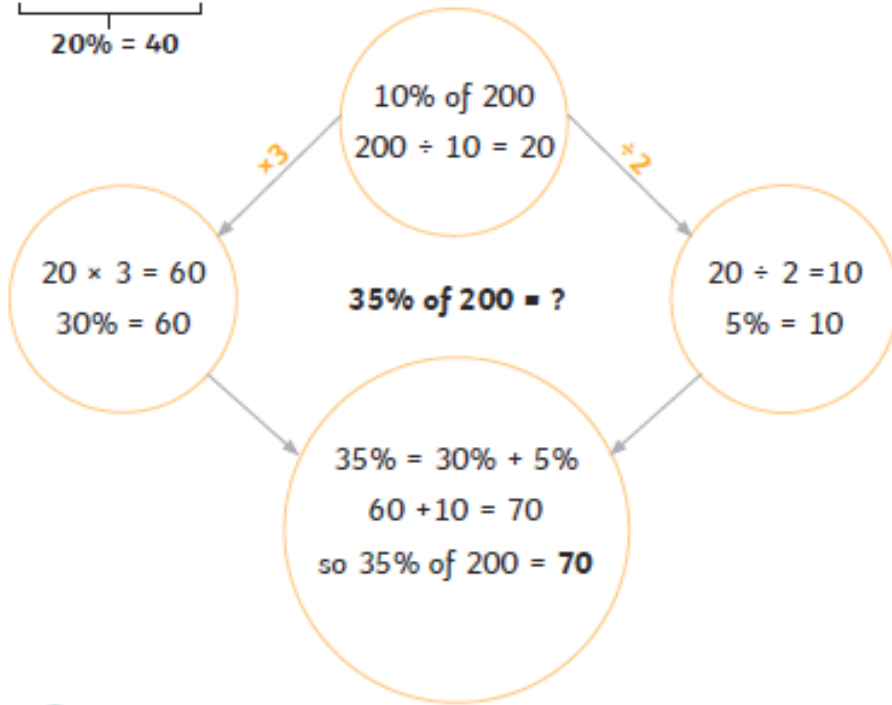 20% = 40
10% of 200
200 ÷ 10 = 20
×3
÷2
20 × 3 = 60
30% = 60
35% of 200 = ?
20 ÷ 2 =10
5% = 10
35% = 30% + 5%
60 +10 = 70
so 35% of 200 = 70